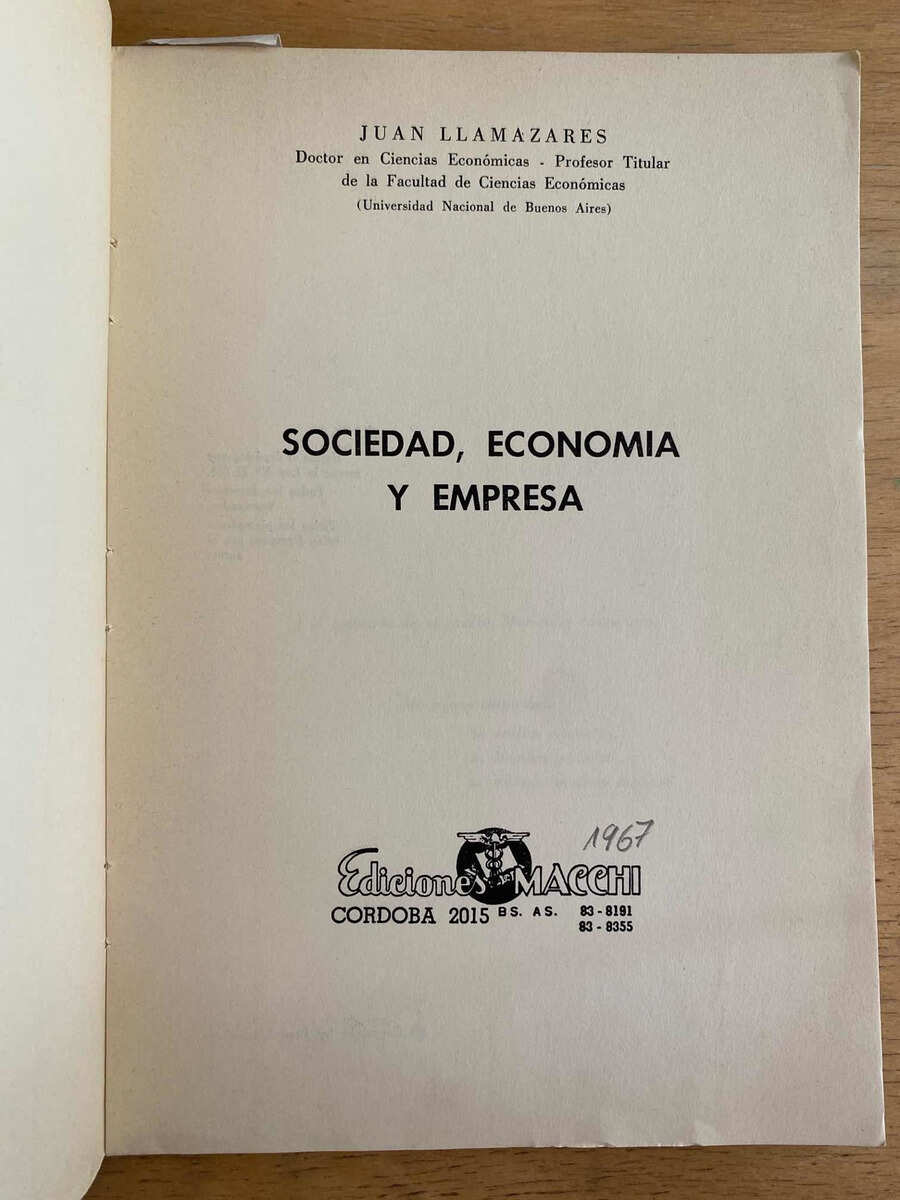 JUAN LLAMAZARES
Doctor en Ciencias Económicas - Profesor Titular
de la Facultad de Ciencias Económicas
(Universidad Nacional de Buenos Aires)
SOCIEDAD, ECONOMIA
Y EMPRESA
1967
Ediciones MACCHI
CORDOBA 2015 BS. AS. 83-8191
83-8355